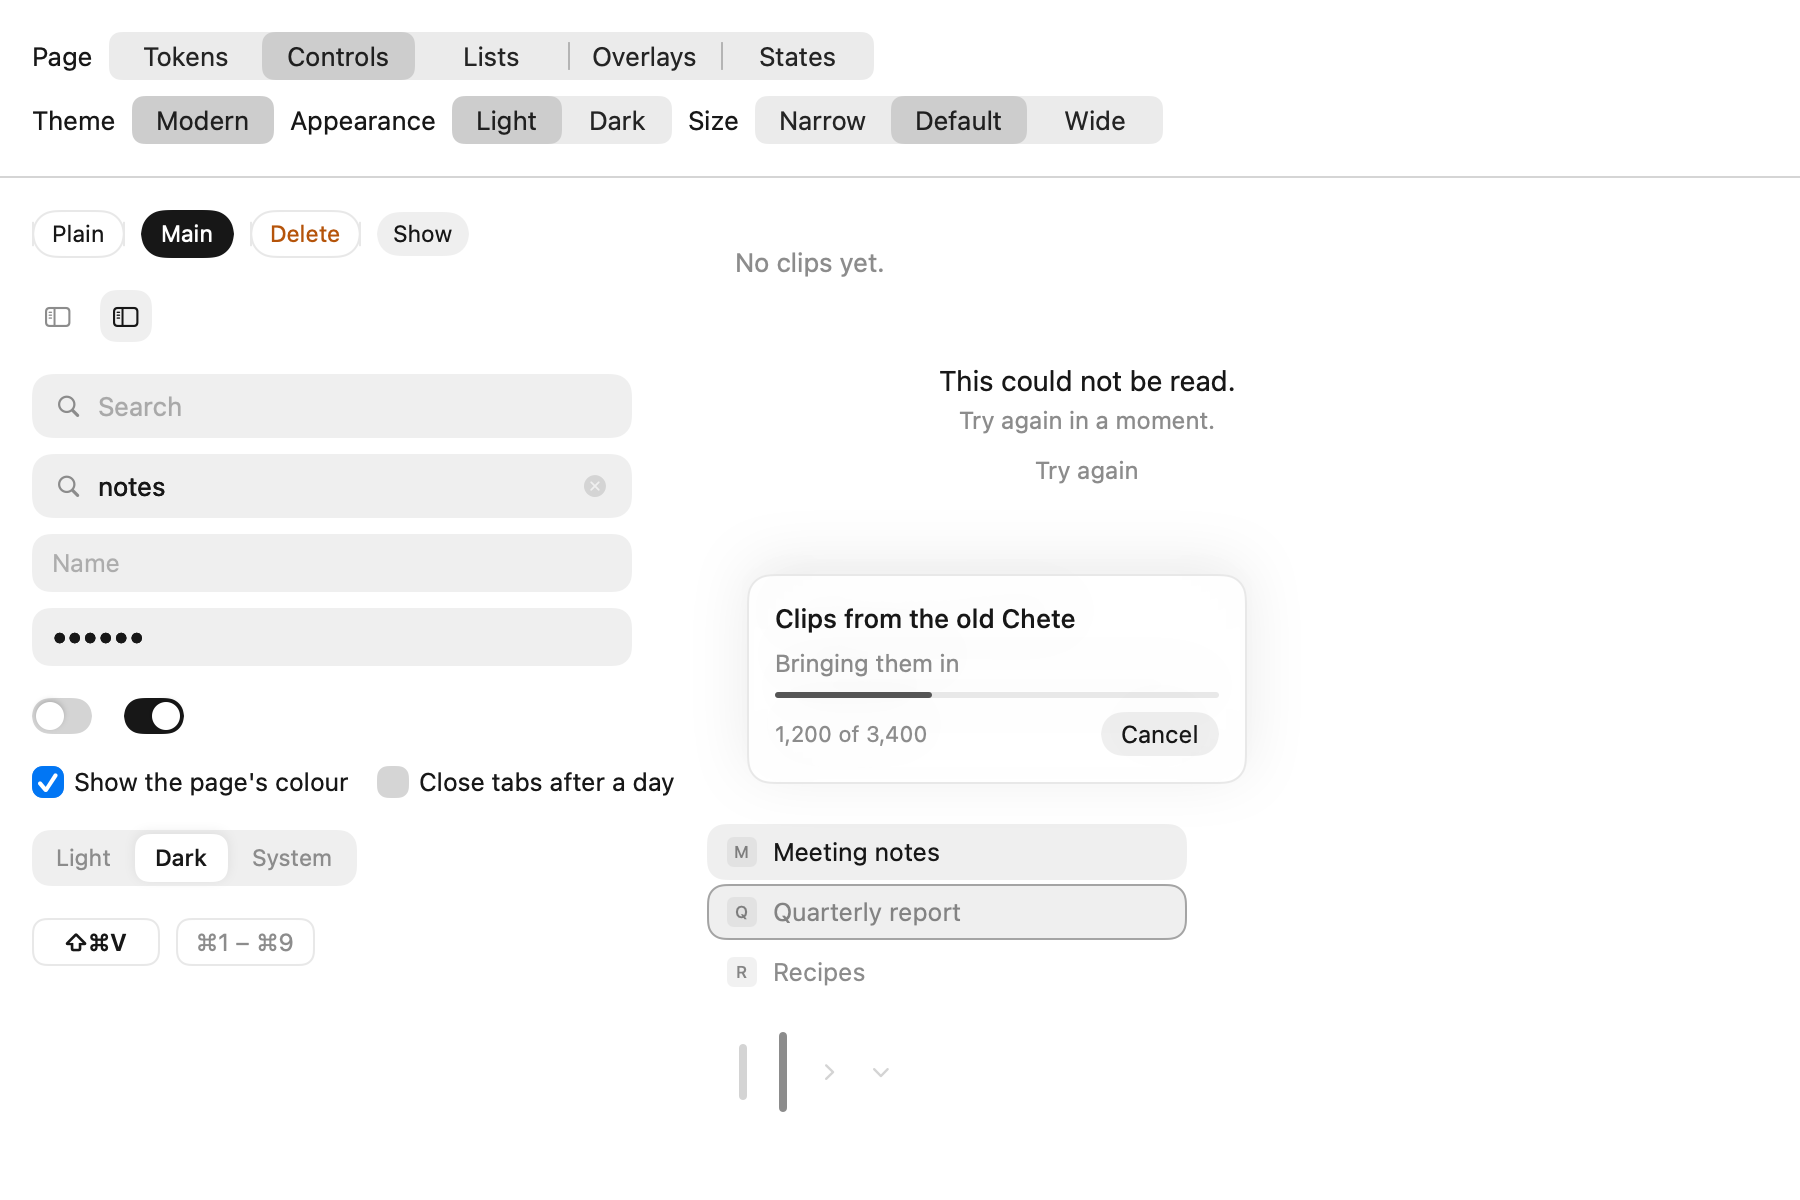 Page Tokens Controls Lists Overlays States
Theme Modern Appearance Light Dark Size Narrow Default Wide
Plain Main Delete Show
No clips yet.
Search
This could not be read.
Try again in a moment.
Try again
notes
Name
••••••
Clips from the old Chete
Bringing them in
1,200 of 3,400 Cancel
Show the page's colour Close tabs after a day
Light Dark System
M Meeting notes
Q Quarterly report
R Recipes
⇧⌘V ⌘1 – ⌘9